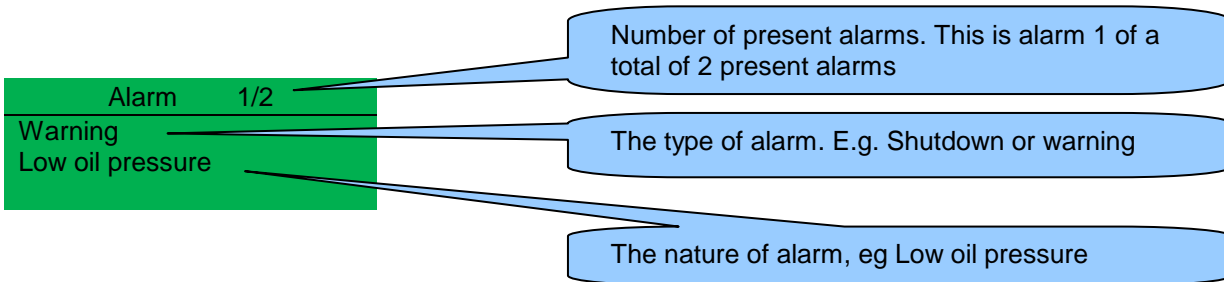 Number of present alarms. This is alarm 1 of a
total of 2 present alarms
Alarm 1/2
Warning
The type of alarm. E.g. Shutdown or warning
Low oil pressure
The nature of alarm, eg Low oil pressure